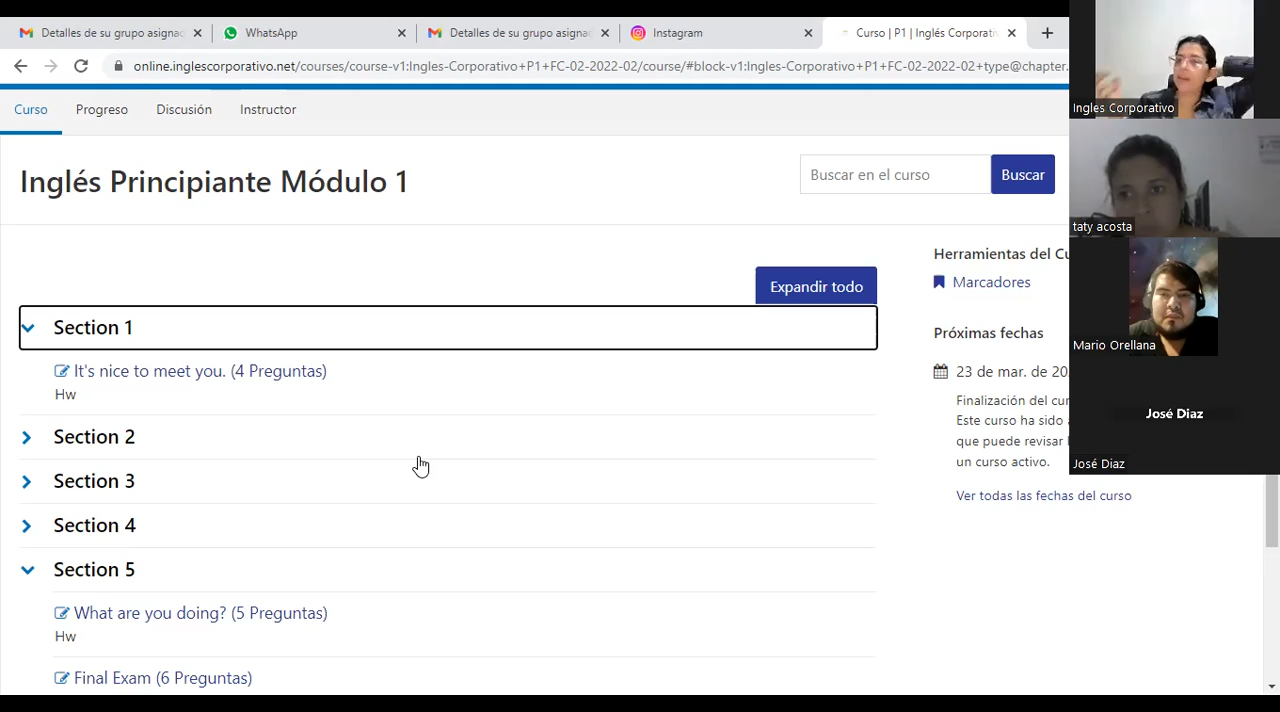 Detalles de su grupo asigna
WhatsApp
Detalles de su grupo asigna
Instagram
Curso | P1 | Inglés Corporati
online.inglescorporativo.net/courses/course-v1:Ingles-Corportivo+P1+FC-02-2022-02/course/#block-v1:Ingles-Corportivo+P1+FC-02-2022-02+type@chapter.
Curso
Progreso
Discusión
Instructor
Inglés Principiante Módulo 1
Buscar en el curso
Buscar
Expandir todo
Section 1
It's nice to meet you. (4 Preguntas)
Hw
Section 2
Section 3
Section 4
Section 5
What are you doing? (5 Preguntas)
Hw
Final Exam (6 Preguntas)
Herramientas del Cu
Marcadores
Próximas fechas
23 de mar. de 20
Finalización del cur
Este curso ha sido
que puede revisar
un curso activo.
Ver todas las fechas del curso
Ingles Corporativo
taty acosta
Mario Orellana
José Diaz
José Diaz